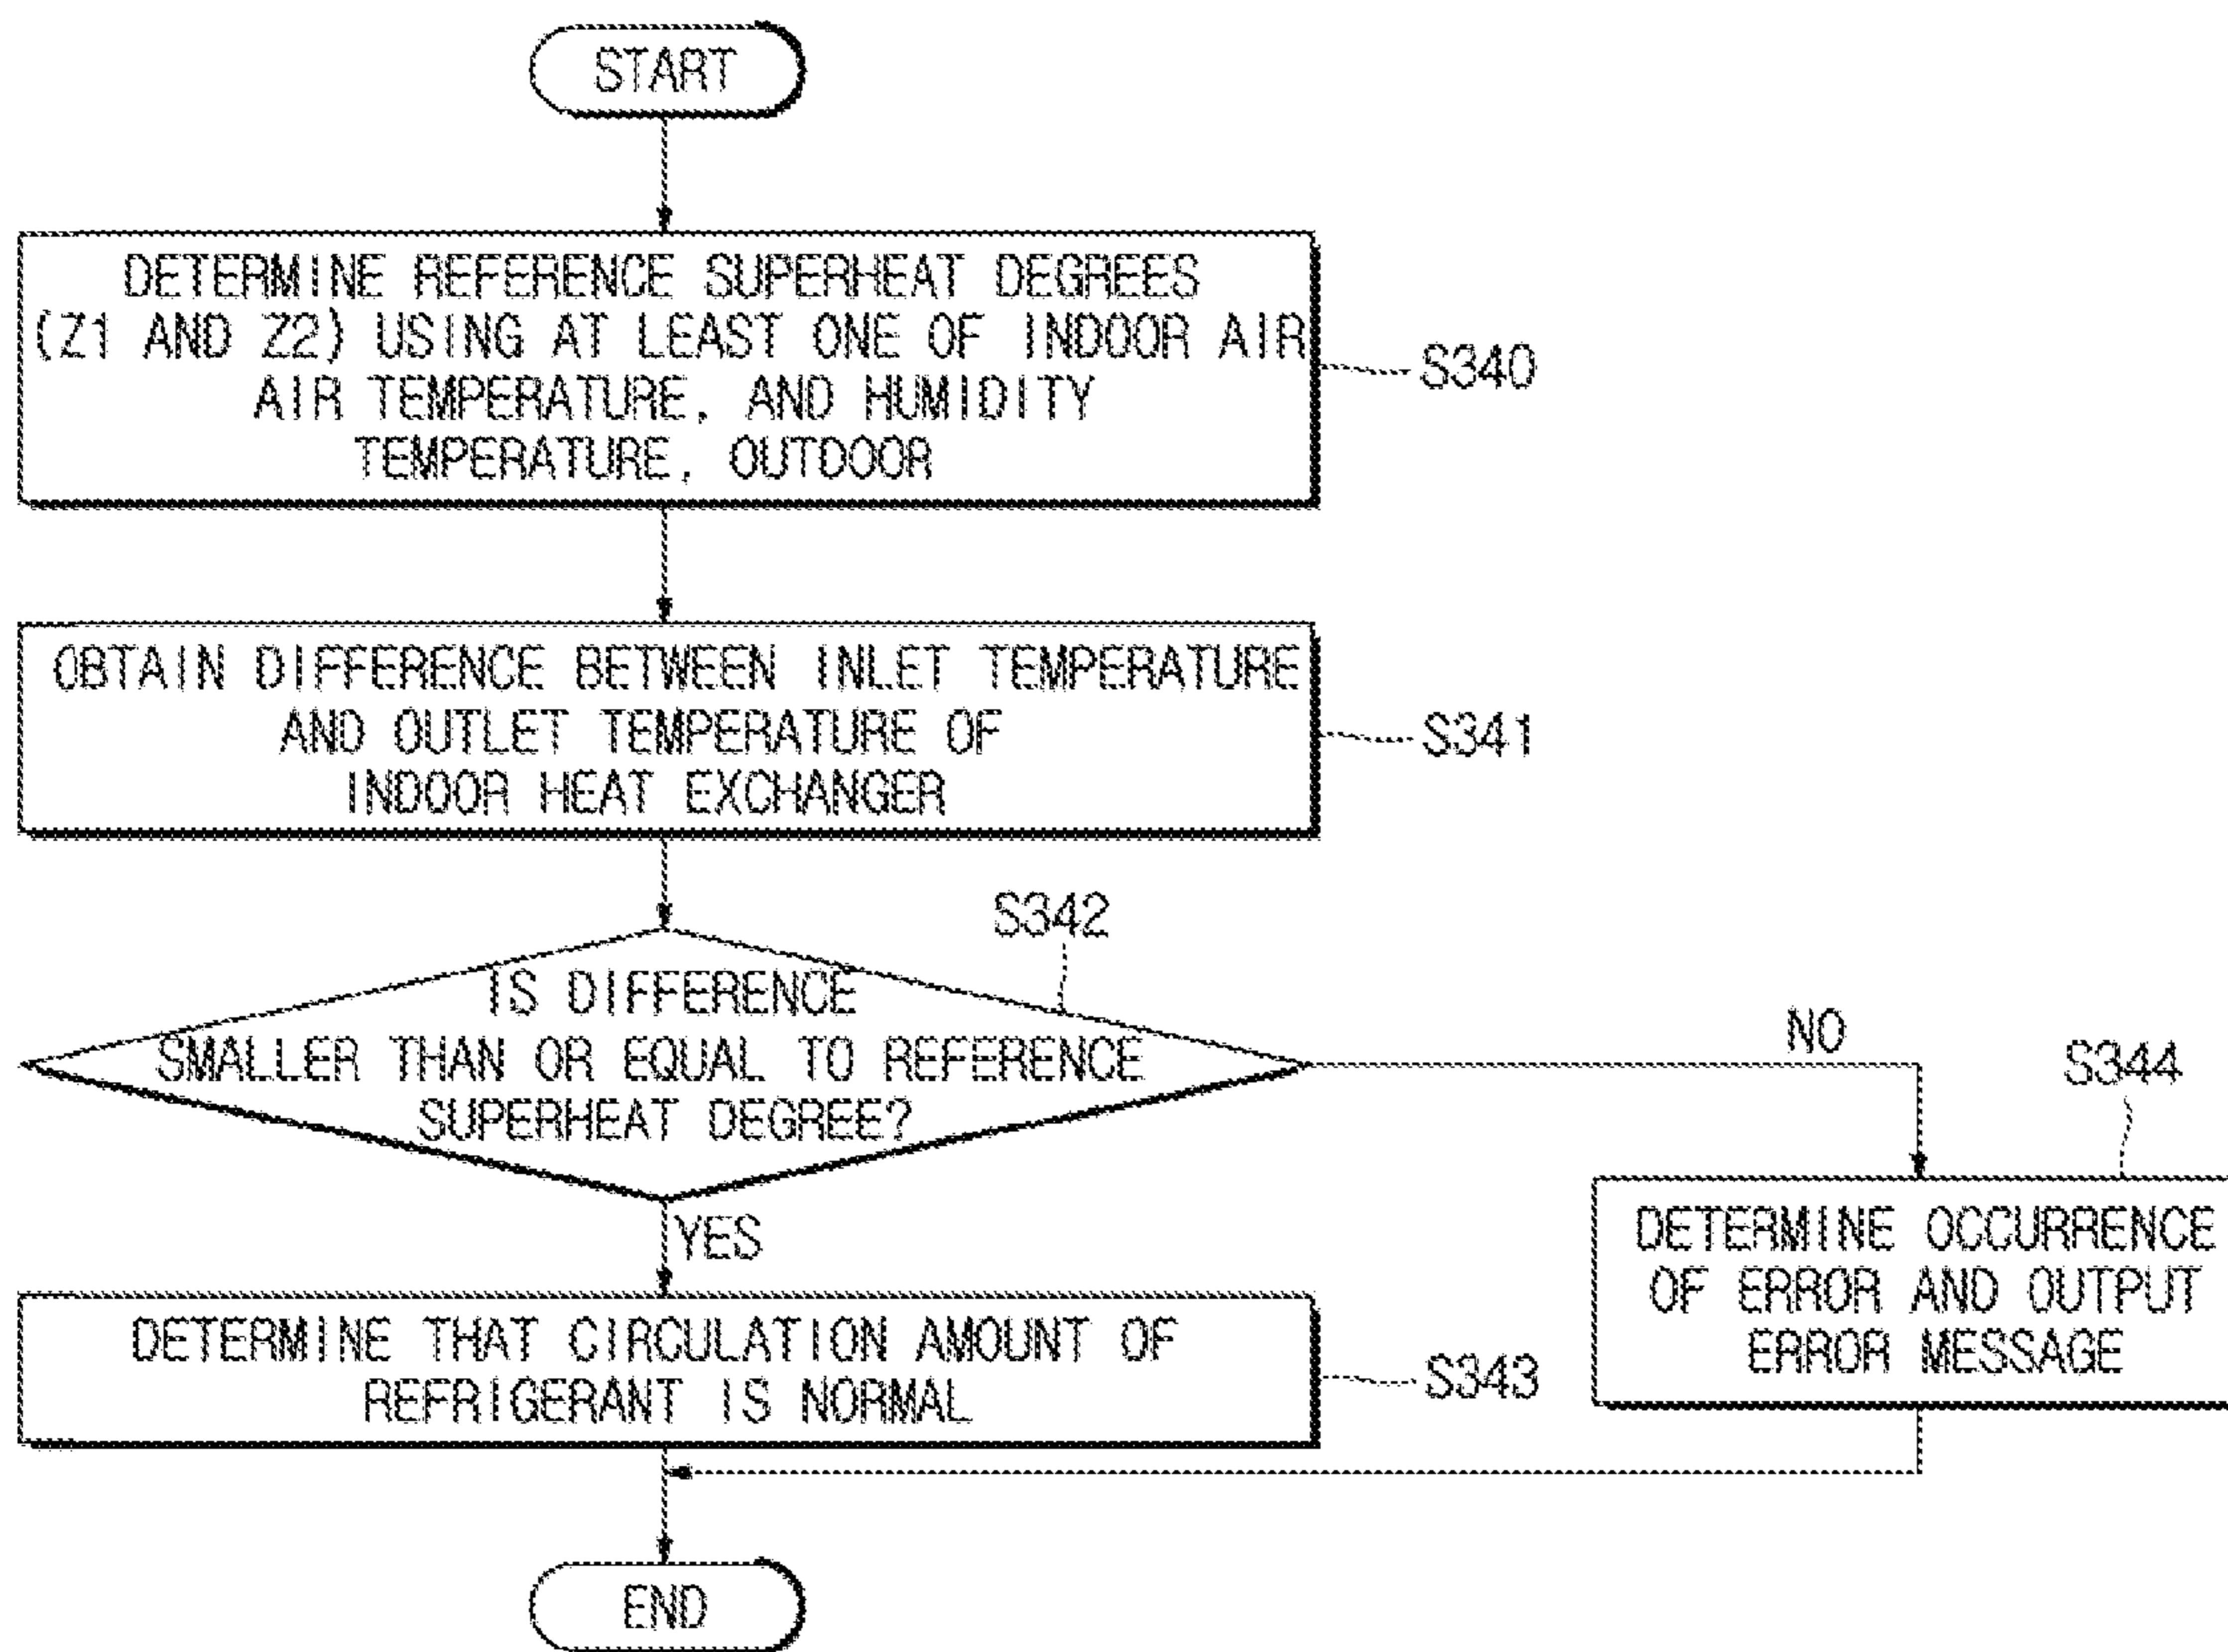 START
DETERMINE REFERENCE SUPERHEAT DEGREES
(Z1 AND Z2) USING AT LEAST ONE OF INDOOR AIR
AIR TEMPERATURE, AND HUMIDITY
TEMPERATURE, OUTDOOR
S340
OBTAIN DIFFERENCE BETWEEN INLET TEMPERATURE
AND OUTLET TEMPERATURE OF
INDOOR HEAT EXCHANGER
S341
S342
IS DIFFERENCE
SMALLER THAN OR EQUAL TO REFERENCE
SUPERHEAT DEGREE?
NO
S344
YES
DETERMINE OCCURRENCE
OF ERROR AND OUTPUT
ERROR MESSAGE
DETERMINE THAT CIRCULATION AMOUNT OF
REFRIGERANT IS NORMAL
S343
END